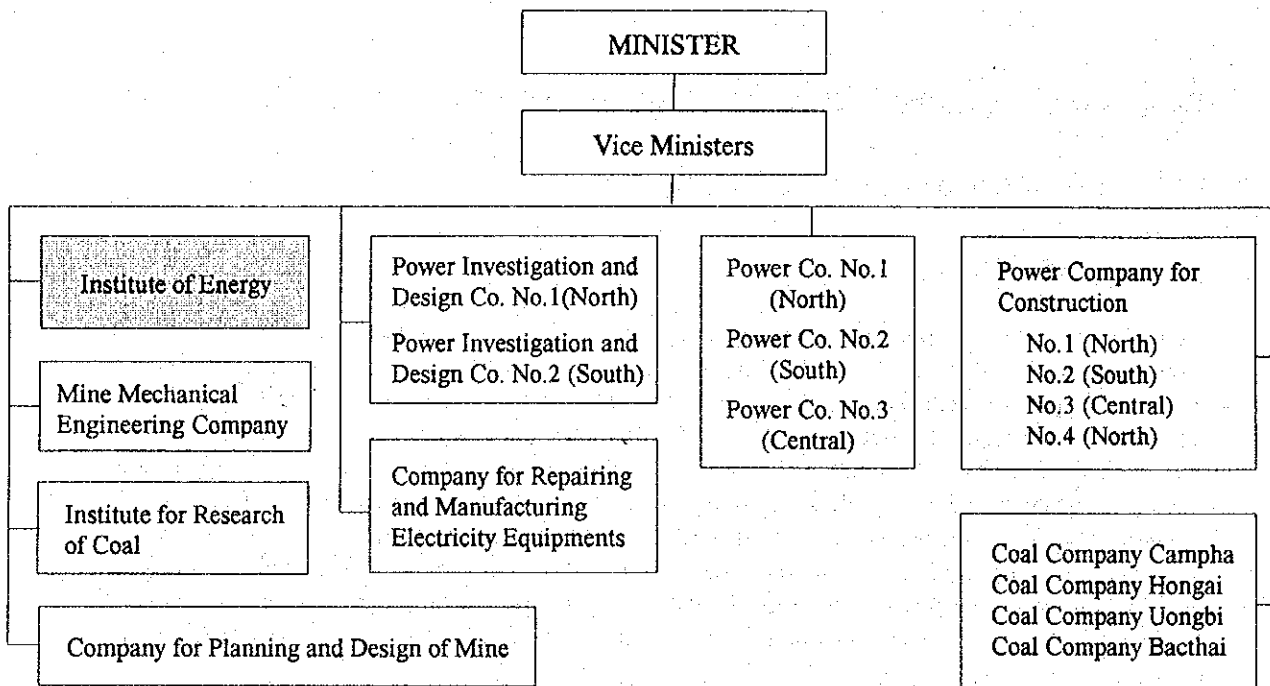 MINISTER
Vice Ministers
Institute of Energy
Mine Mechanical
Engineering Company
Institute for Research
of Coal
Company for Planning and Design of Mine
Power Investigation and
Design Co. No.1(North)
Power Investigation and
Design Co. No.2 (South)
Company for Repairing
and Manufacturing
Electricity Equipments
Power Co. No.1
(North)
Power Co. No.2
(South)
Power Co. No.3
(Central)
Power Company for
Construction
No.1 (North)
No.2 (South)
No.3 (Central)
No.4 (North)
Coal Company Campha
Coal Company Hongai
Coal Company Uongbi
Coal Company Bacthai